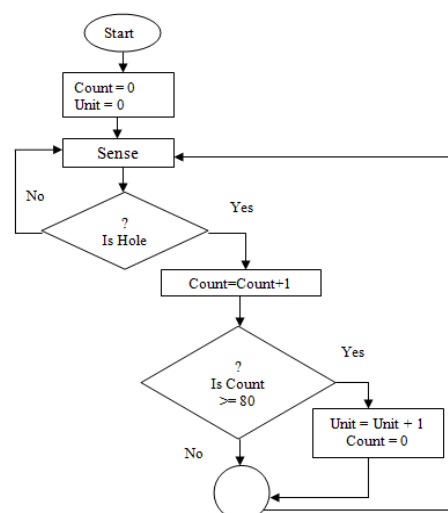 Start
Count = 0
Unit = 0
Sense
No
Yes
?
Is Hole
Count=Count+1
?
Is Count
>= 80
Yes
Unit = Unit + 1
Count = 0
No